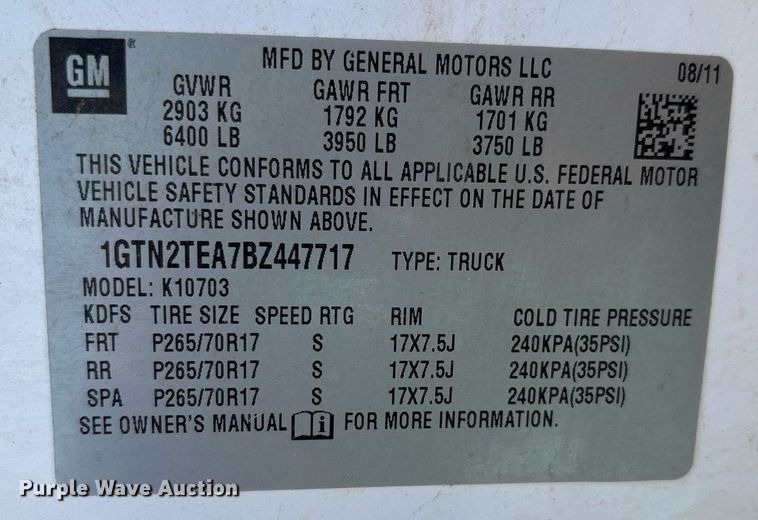 GM®
MFD BY GENERAL MOTORS LLC 08/11
GVWR GAWR FRT GAWR RR
2903 KG 1792 KG 1701 KG
6400 LB 3950 LB 3750 LB
THIS VEHICLE CONFORMS TO ALL APPLICABLE U.S. FEDERAL MOTOR
VEHICLE SAFETY STANDARDS IN EFFECT ON THE DATE OF
MANUFACTURE SHOWN ABOVE.
1GTN2TEA7BZ447717 TYPE: TRUCK
MODEL: K10703
KDFS TIRE SIZE SPEED RTG RIM COLD TIRE PRESSURE
FRT P265/70R17 S 17X7.5J 240KPA(35PSI)
RR P265/70R17 S 17X7.5J 240KPA(35PSI)
SPA P265/70R17 S 17X7.5J 240KPA(35PSI)
SEE OWNER'S MANUAL i FOR MORE INFORMATION.
Purple Wave Auction